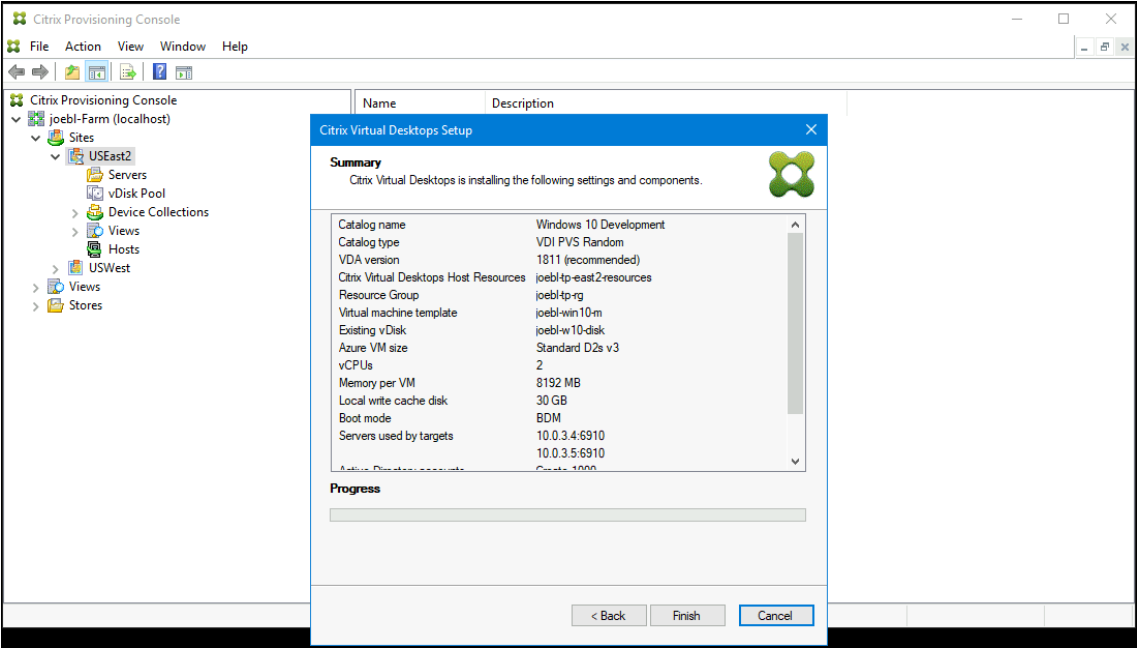 Citrix Provisioning Console
File Action View Window Help
Citrix Provisioning Console
joebl-Farm (localhost)
Sites
USEast2
Servers
vDisk Pool
Device Collections
Views
Hosts
USWest
Views
Stores
Name Description
Citrix Virtual Desktops Setup
Summary
Citrix Virtual Desktops is installing the following settings and components.
Catalog name Windows 10 Development
Catalog type VDI PVS Random
VDA version 1811 (recommended)
Citrix Virtual Desktops Host Resources joebl-tp-east2-resources
Resource Group joebl-tp-rg
Virtual machine template joebl-win10-m
Existing vDisk joebl-w10-disk
Azure VM size Standard D2s v3
vCPUs 2
Memory per VM 8192 MB
Local write cache disk 30 GB
Boot mode BDM
Servers used by targets 10.0.3.4:6910
10.0.3.5:6910
Active Directory accounts Create 1000
Progress
< Back Finish Cancel